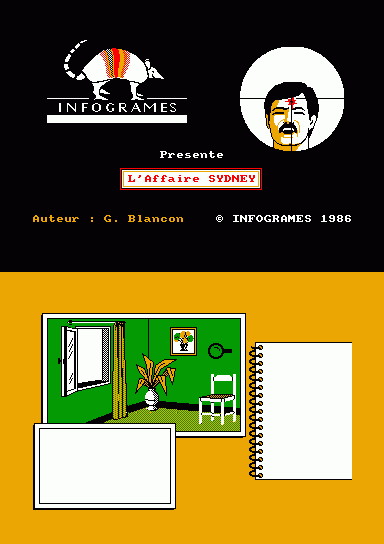 INFOGRAMES
Presente
L'Affaire SYDNEY
Auteur : G. Blancon © INFOGRAMES 1986